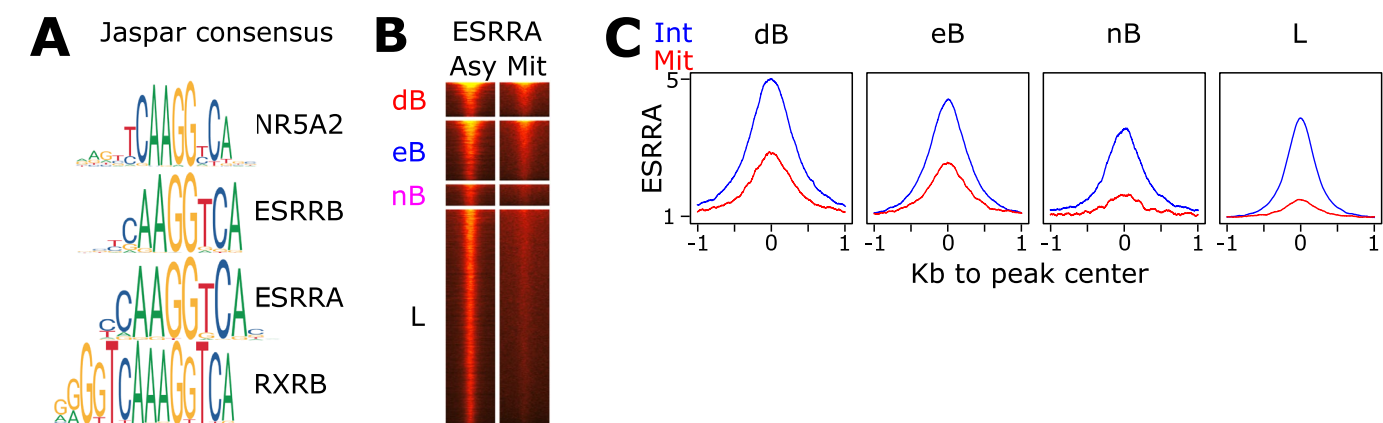 A
Jaspar consensus
NR5A2
ESRRB
ESRRA
RXRB
B
ESRRA
Asy Mit
dB
eB
nB
L
C
Int
Mit
dB
eB
nB
L
ESRRA
5
1
-1 0 1
-1 0 1
-1 0 1
-1 0 1
Kb to peak center